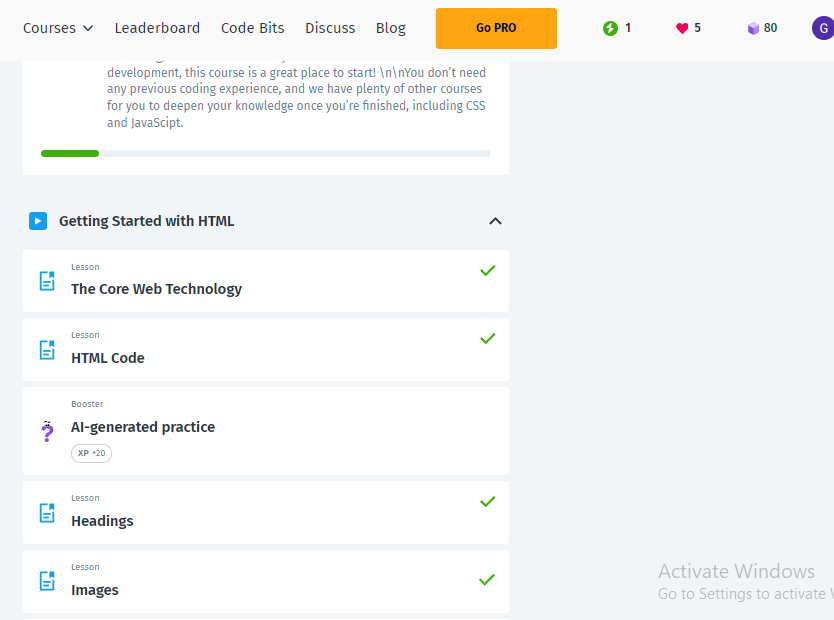 Courses Leaderboard Code Bits Discuss Blog Go PRO 1 5 80 G
development, this course is a great place to start! \n\nYou don’t need
any previous coding experience, and we have plenty of other courses
for you to deepen your knowledge once you’re finished, including CSS
and JavaScipt.
Getting Started with HTML
Lesson
The Core Web Technology
Lesson
HTML Code
Booster
AI-generated practice
XP +20
Lesson
Headings
Lesson
Images
Activate Windows
Go to Settings to activate